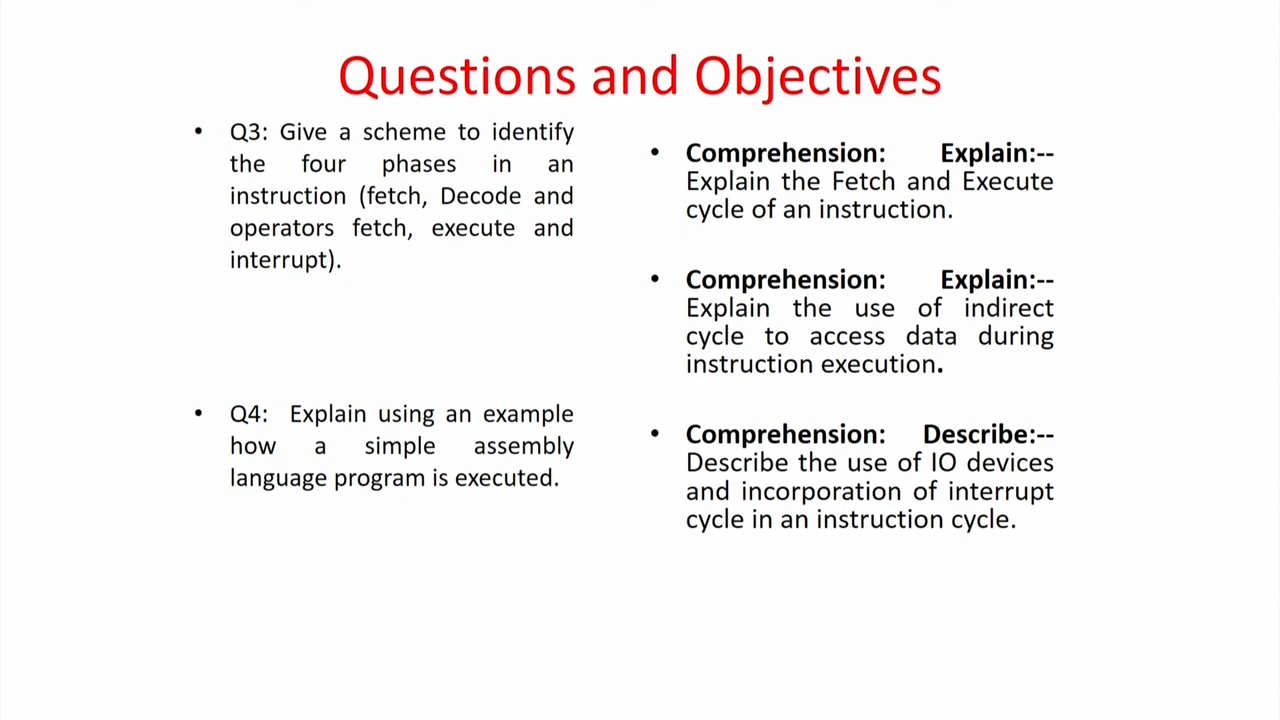 Questions and Objectives
• Q3: Give a scheme to identify
the four phases in an
instruction (fetch, Decode and
operators fetch, execute and
interrupt).
• Q4: Explain using an example
how a simple assembly
language program is executed.
• Comprehension: Explain:--
Explain the Fetch and Execute
cycle of an instruction.
• Comprehension: Explain:--
Explain the use of indirect
cycle to access data during
instruction execution.
• Comprehension: Describe:--
Describe the use of IO devices
and incorporation of interrupt
cycle in an instruction cycle.